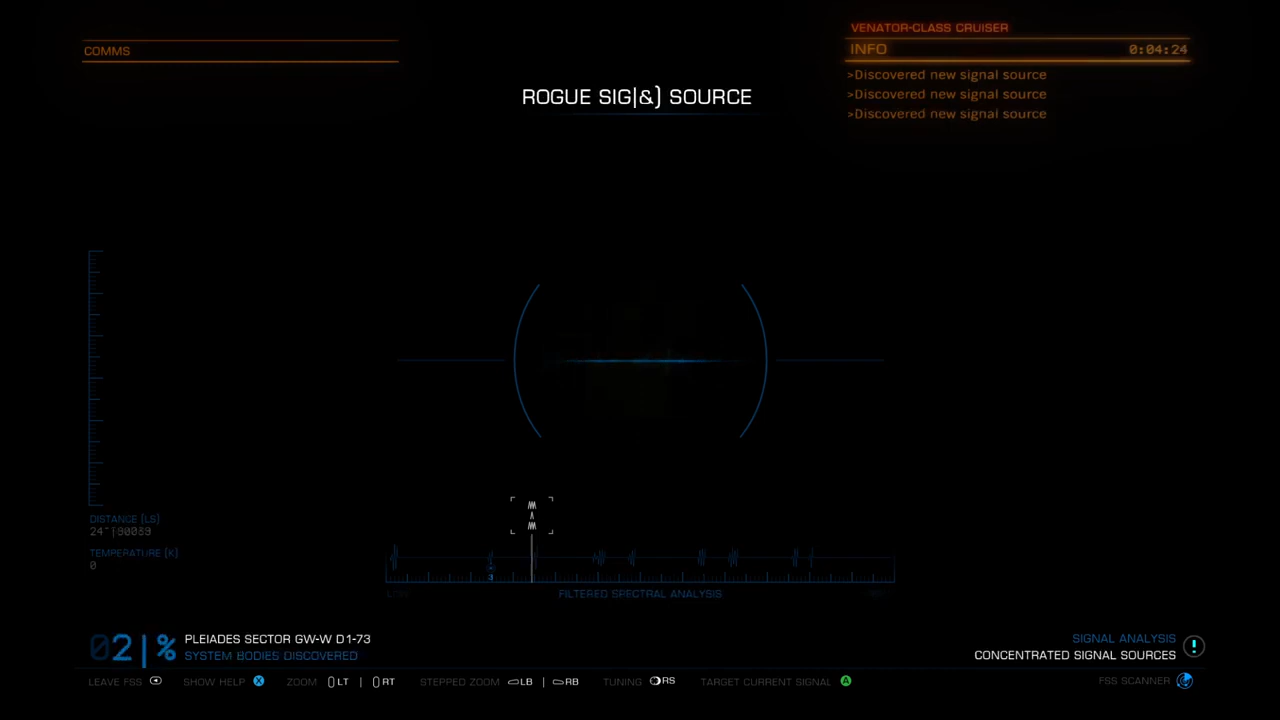 COMMS
VENATOR-CLASS CRUISER
INFO 0:04:24
>Discovered new signal source
>Discovered new signal source
>Discovered new signal source
ROGUE SIG|&) SOURCE
DISTANCE (LS)
TEMPERATURE (K)
0
FILTERED SPECTRAL ANALYSIS
02|% PLEIADES SECTOR GW-W D1-73
SYSTEM BODIES DISCOVERED
SIGNAL ANALYSIS
CONCENTRATED SIGNAL SOURCES
LEAVE FSS SHOW HELP X ZOOM LT | RT STEPPED ZOOM LB | RB TUNING RS TARGET CURRENT SIGNAL A FSS SCANNER